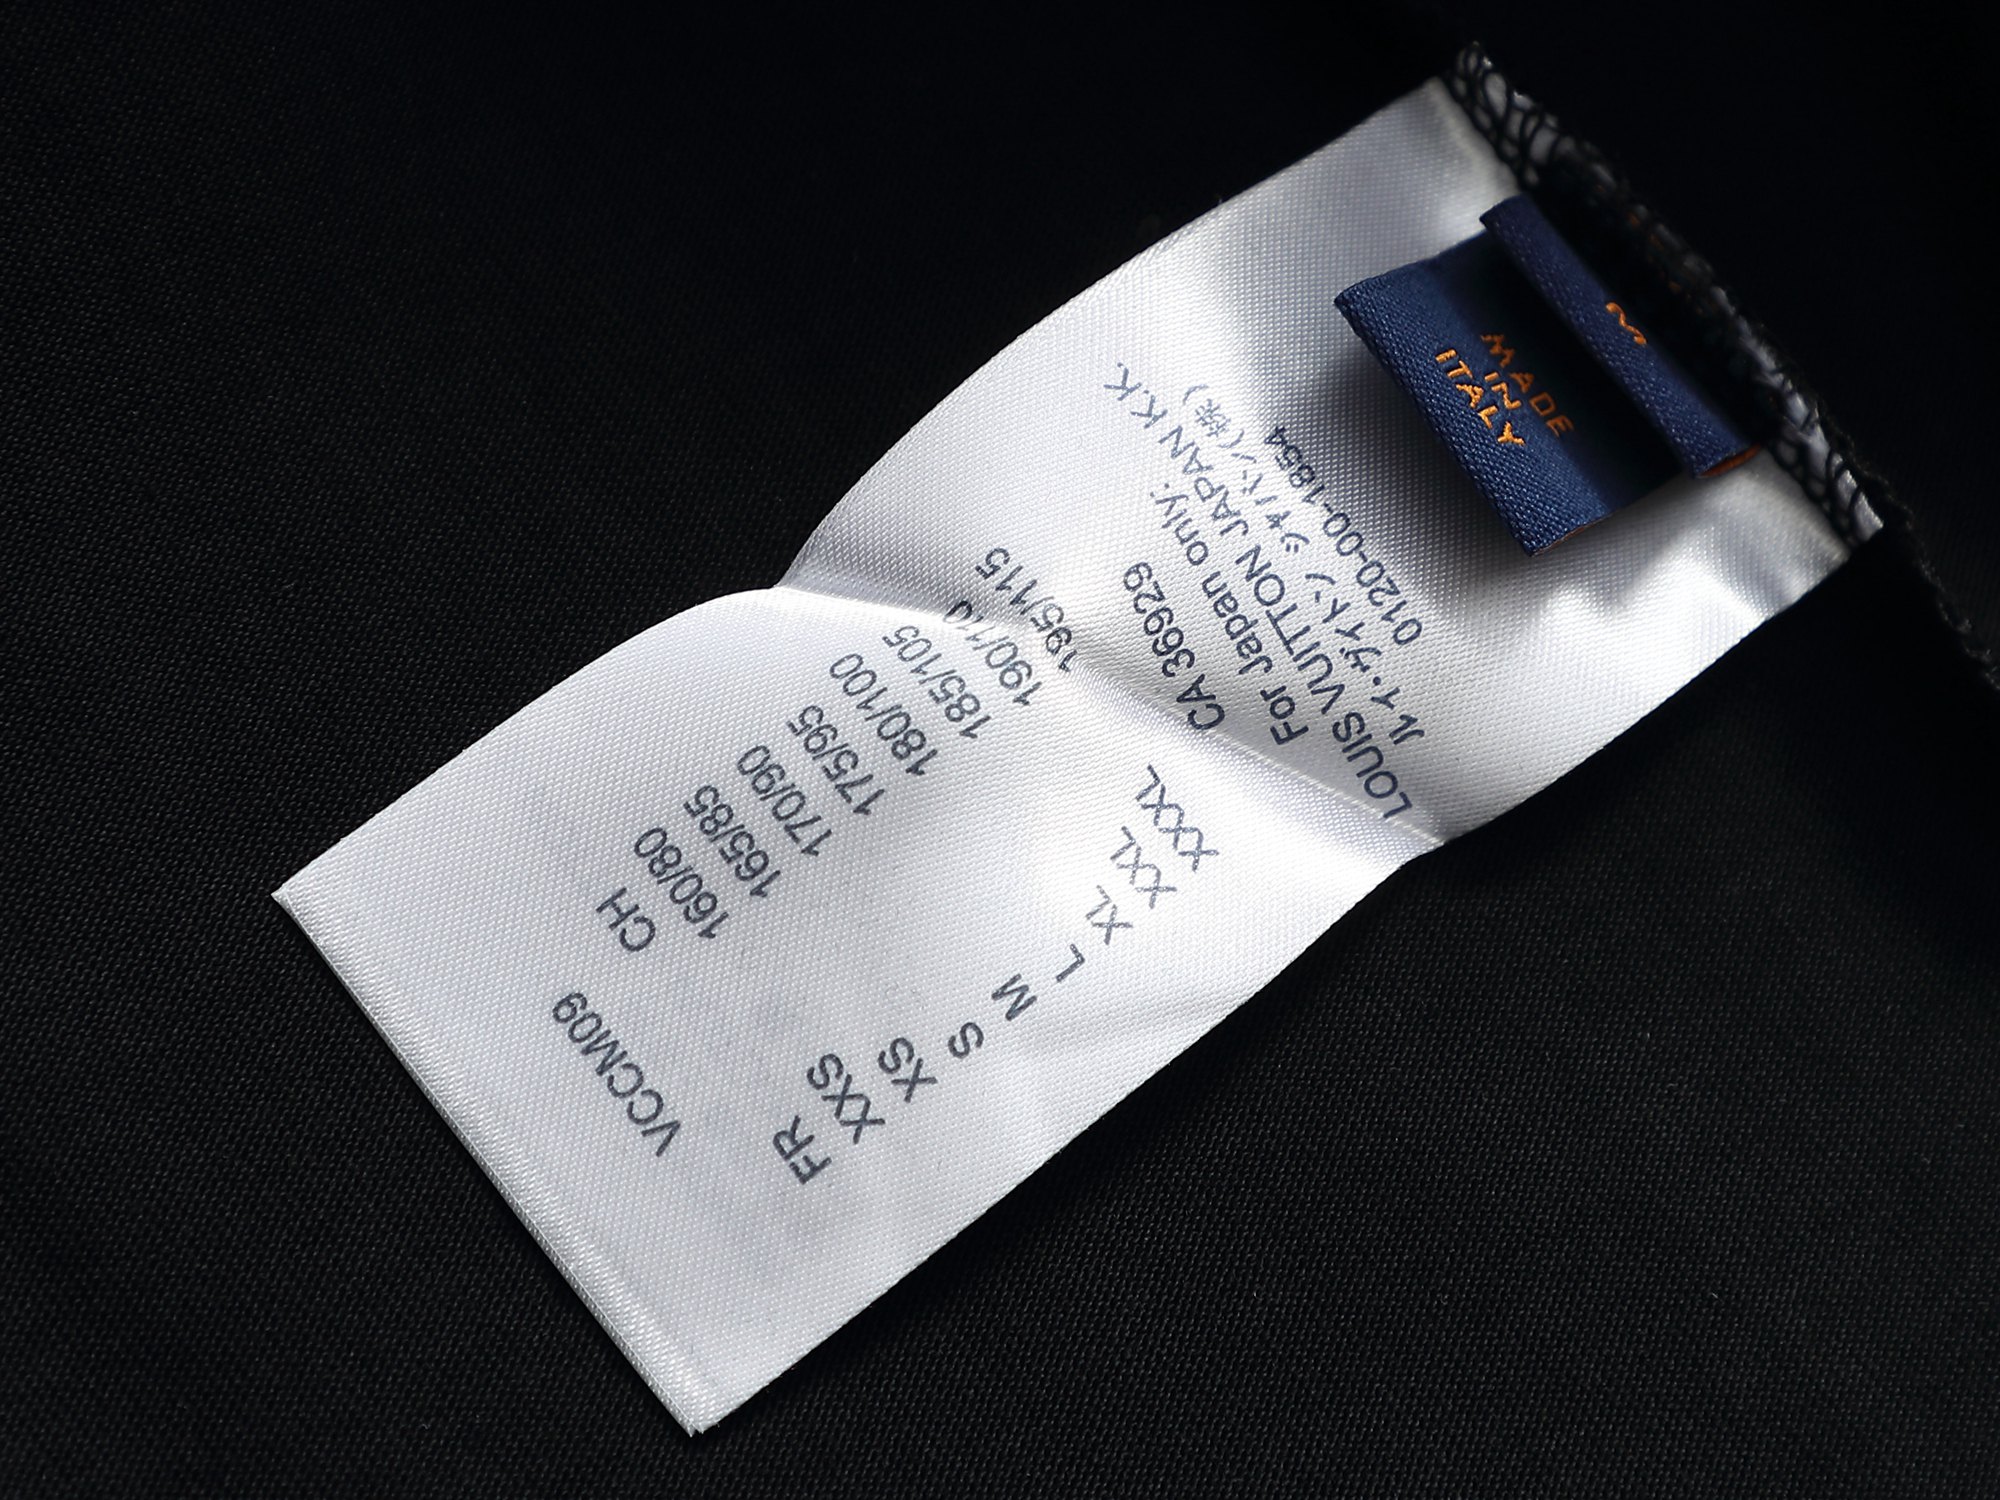 M
MADE
IN
ITALY
VCCM09
FR CH
XXS 160/80
XS 165/85
S 170/90
M 175/95
L 180/100
XL 185/105
XXL 190/110
XXXL 195/115
CA 36929
For Japan only:
LOUIS VUITTON JAPAN K.K.
ルイ・ヴィトン ジャパン(株)
0120-00-1854